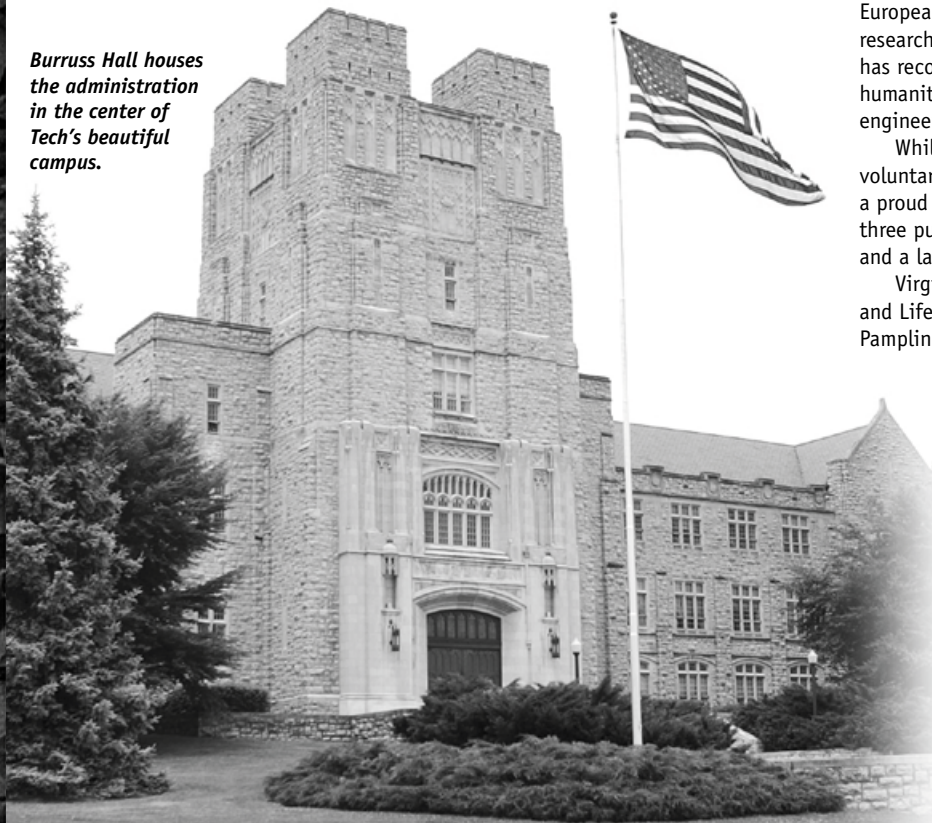 Burruss Hall houses
the administration
in the center of
Tech's beautiful
campus.
Europea
research
has reco
humanit
engineer
Whil
voluntar
a proud
three pu
and a la
Virg
and Life
Pamplin